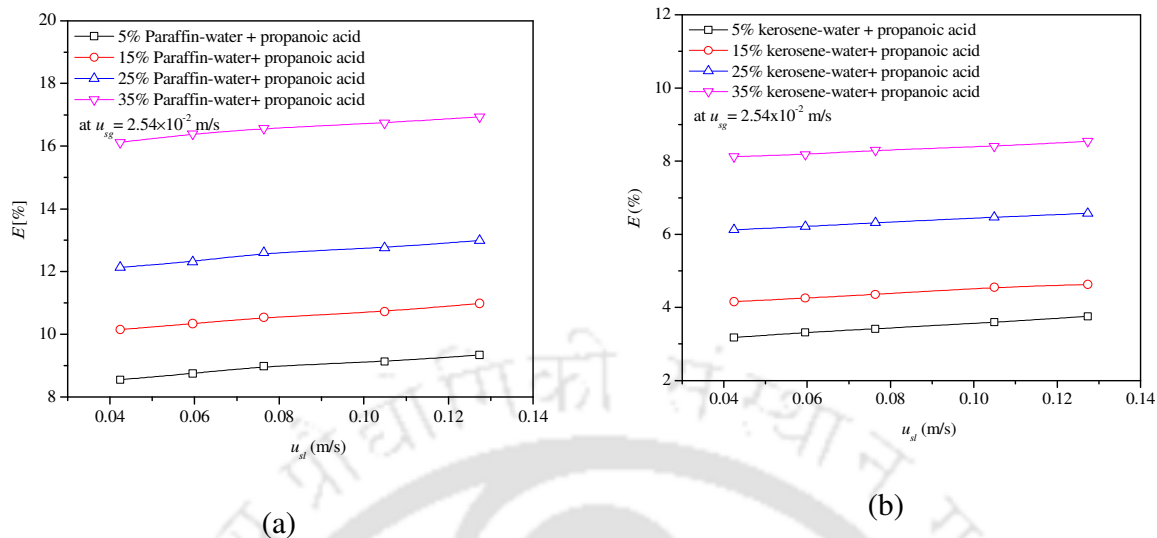 20
18
16
14
12
10
8
0.04
0.06
0.08
0.10
0.12
0.14
E [%]
u_sl (m/s)
5% Paraffin-water + propanoic acid
15% Paraffin-water+ propanoic acid
25% Paraffin-water+ propanoic acid
35% Paraffin-water+ propanoic acid
at u_sg = 2.54×10⁻² m/s
(a)
12
10
8
6
4
2
0.04
0.06
0.08
0.10
0.12
0.14
E (%)
u_sl (m/s)
5% kerosene-water + propanoic acid
15% kerosene-water+ propanoic acid
25% kerosene-water+ propanoic acid
35% kerosene-water+ propanoic acid
at u_sg = 2.54x10⁻² m/s
(b)